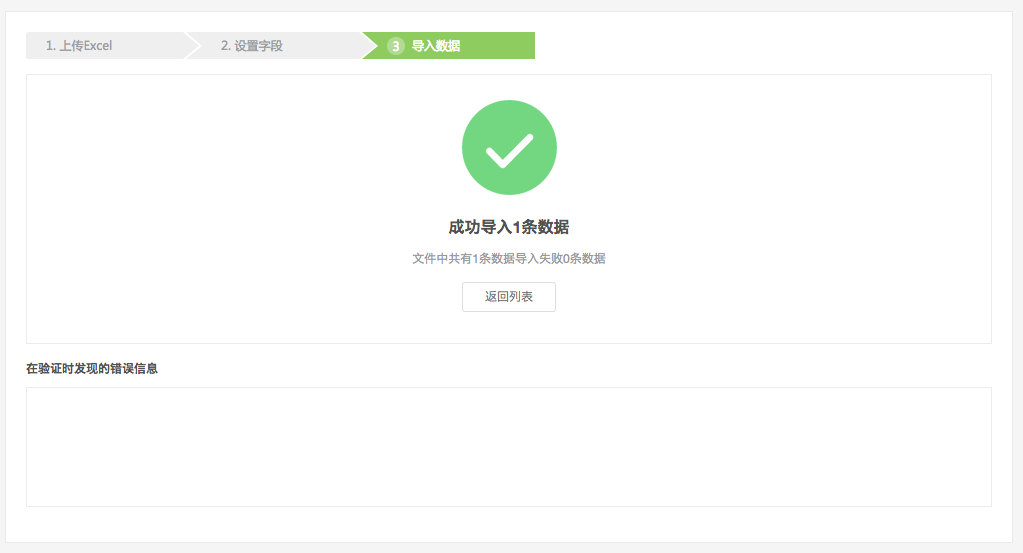 1. 上传Excel
2. 设置字段
3 导入数据
成功导入1条数据
文件中共有1条数据导入失败0条数据
返回列表
在验证时发现的错误信息